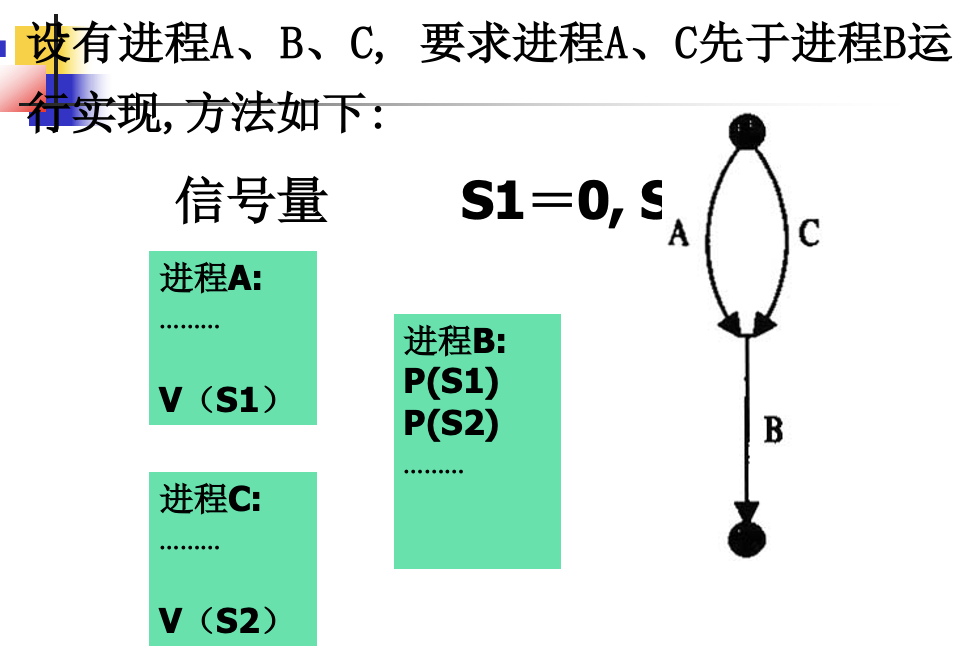 设有进程A、B、C, 要求进程A、C先于进程B运
行实现,方法如下:
信号量 S1=0, S
进程A:
………
V（S1）
进程B:
P(S1)
P(S2)
………
进程C:
………
V（S2）
A
C
B